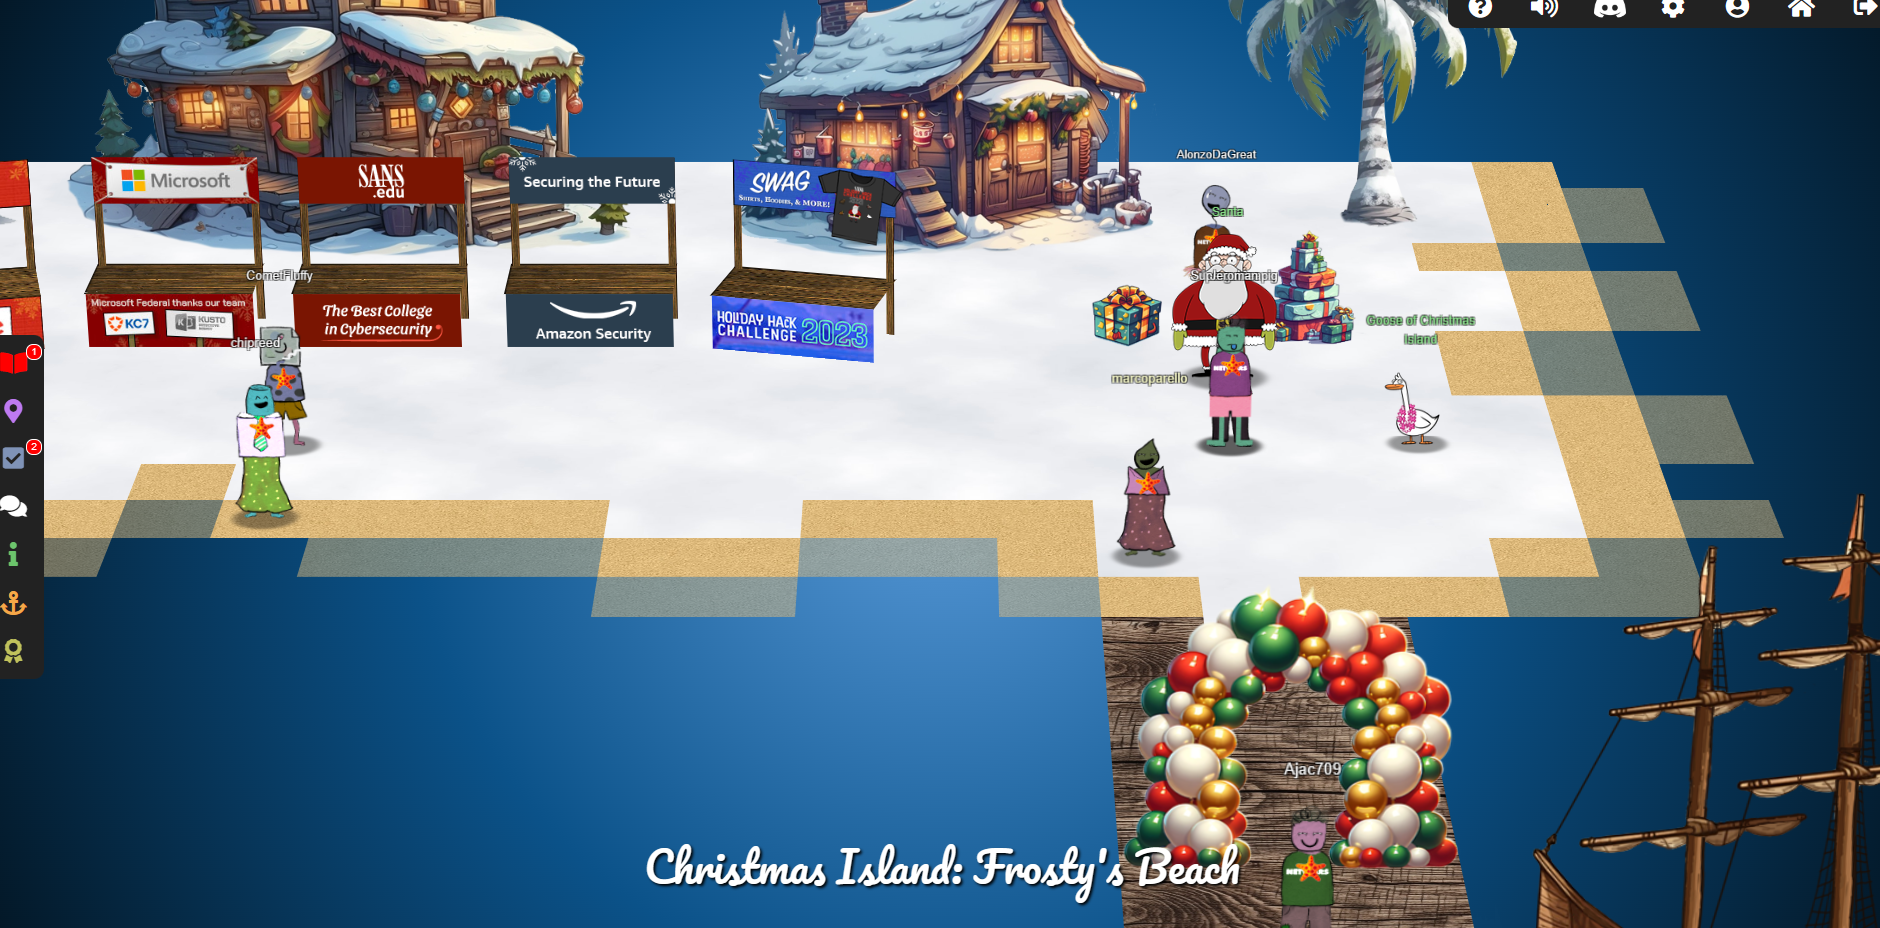 AlonzoDaGreat
Microsoft
SANS
.edu
Securing the Future
SWAG
SHIRTS, HOODIES, & MORE!
Santa
CometFluffy
Microsoft Federal thanks our team
KC7
KUSTO
The Best College
in Cybersecurity
Amazon Security
HOLIDAY HACK
CHALLENGE 2023
Goose of Christmas
Island
chipreed
marcoparello
1
2
Ajac709
Christmas Island: Frosty's Beach